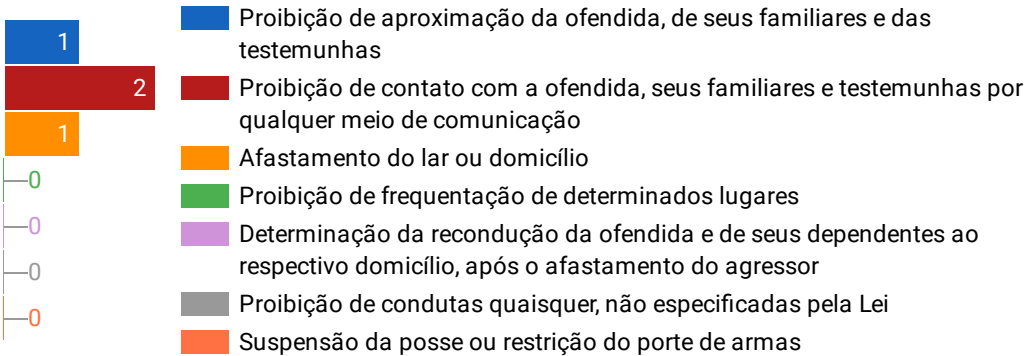 1
2
1
0
0
0
0
Proibição de aproximação da ofendida, de seus familiares e das
testemunhas
Proibição de contato com a ofendida, seus familiares e testemunhas por
qualquer meio de comunicação
Afastamento do lar ou domicílio
Proibição de frequentação de determinados lugares
Determinação da recondução da ofendida e de seus dependentes ao
respectivo domicílio, após o afastamento do agressor
Proibição de condutas quaisquer, não especificadas pela Lei
Suspensão da posse ou restrição do porte de armas